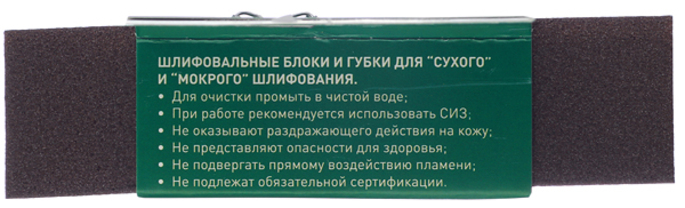 ШЛИФОВАЛЬНЫЕ БЛОКИ И ГУБКИ ДЛЯ "СУХОГО"
И "МОКРОГО" ШЛИФОВАНИЯ.
• Для очистки промыть в чистой воде;
• При работе рекомендуется использовать СИЗ;
• Не оказывают раздражающего действия на кожу;
• Не представляют опасности для здоровья;
• Не подвергать прямому воздействию пламени;
• Не подлежат обязательной сертификации.